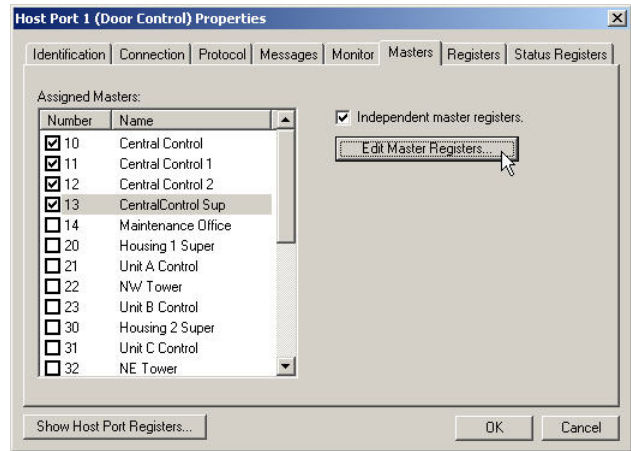 Host Port 1 (Door Control) Properties
Identification Connection Protocol Messages Monitor Masters Registers Status Registers
Assigned Masters:
Number Name
10 Central Control
11 Central Control 1
12 Central Control 2
13 CentralControl Sup
14 Maintenance Office
20 Housing 1 Super
21 Unit A Control
22 NW Tower
23 Unit B Control
30 Housing 2 Super
31 Unit C Control
32 NE Tower
Independent master registers.
Edit Master Registers...
Show Host Port Registers...
OK Cancel